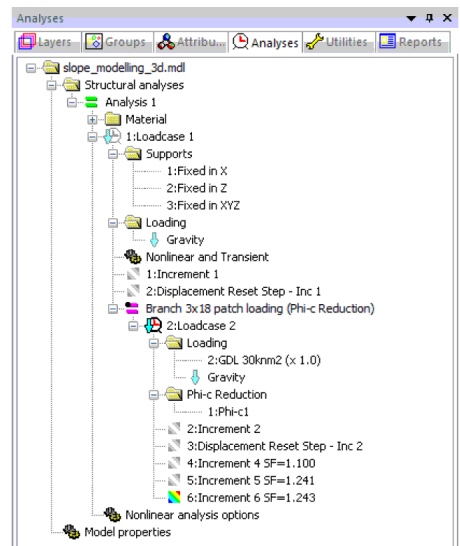 Analyses
Layers Groups Attribu... Analyses Utilities Reports
slope_modelling_3d.mdl
Structural analyses
Analysis 1
Material
1:Loadcase 1
Supports
1:Fixed in X
2:Fixed in Z
3:Fixed in XYZ
Loading
Gravity
Nonlinear and Transient
1:Increment 1
2:Displacement Reset Step - Inc 1
Branch 3x18 patch loading (Phi-c Reduction)
2:Loadcase 2
Loading
2:GDL 30knm2 (x 1.0)
Gravity
Phi-c Reduction
1:Phi-c1
2:Increment 2
3:Displacement Reset Step - Inc 2
4:Increment 4 SF=1.100
5:Increment 5 SF=1.241
6:Increment 6 SF=1.243
Nonlinear analysis options
Model properties